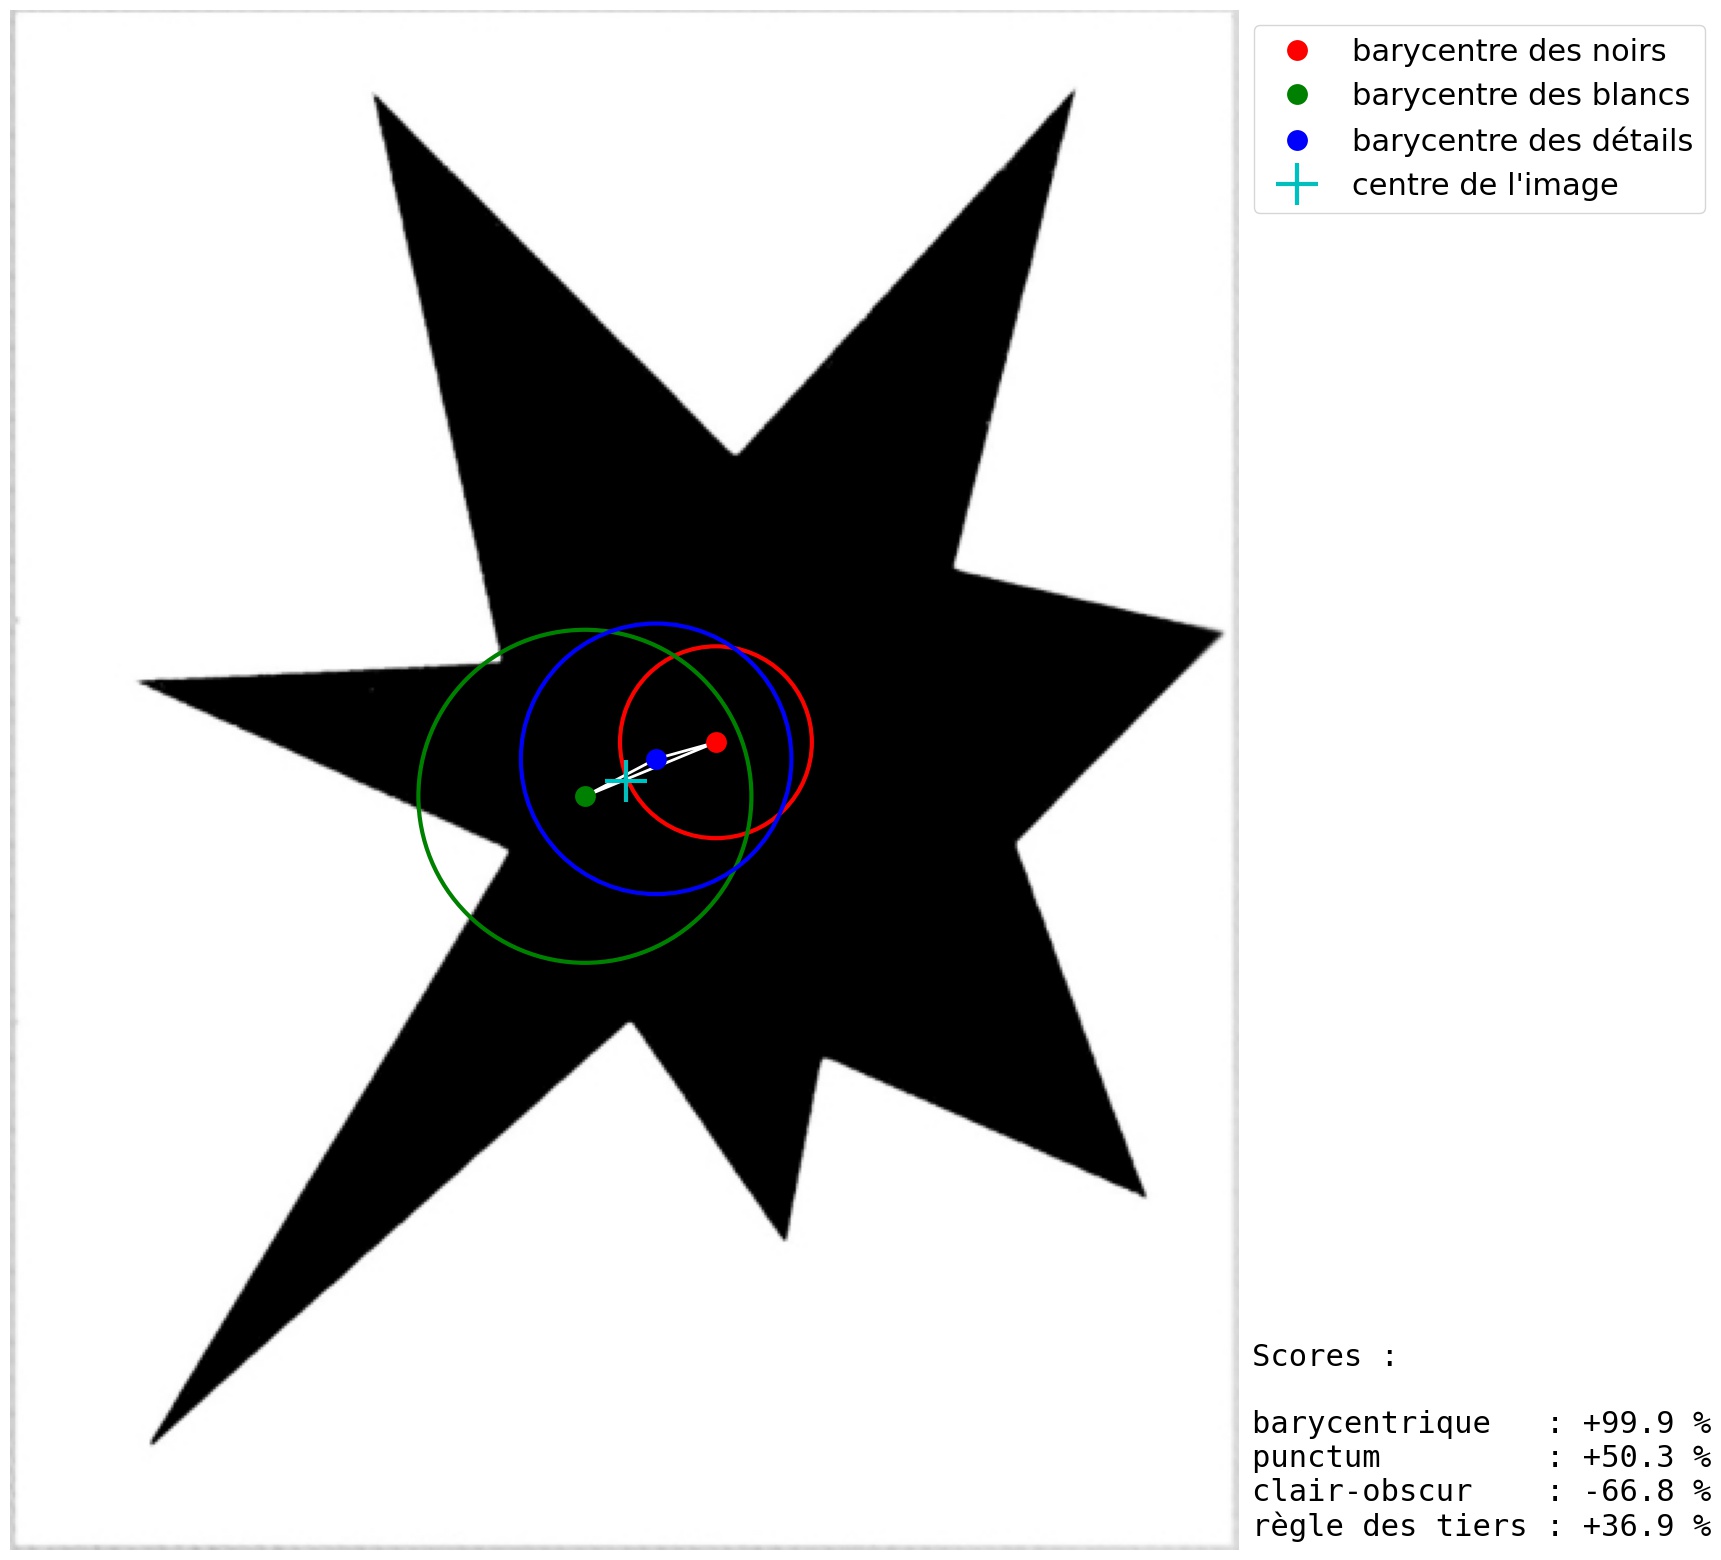 barycentre des noirs
barycentre des blancs
barycentre des détails
centre de l'image
Scores :
barycentrique : +99.9 %
punctum : +50.3 %
clair-obscur : -66.8 %
règle des tiers : +36.9 %